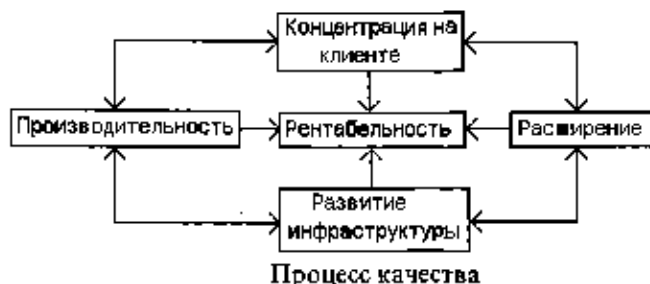 Концентрация на
клиенте
Производительность
Рентабельность
Расширение
Развитие
инфраструктуры
Процесс качества